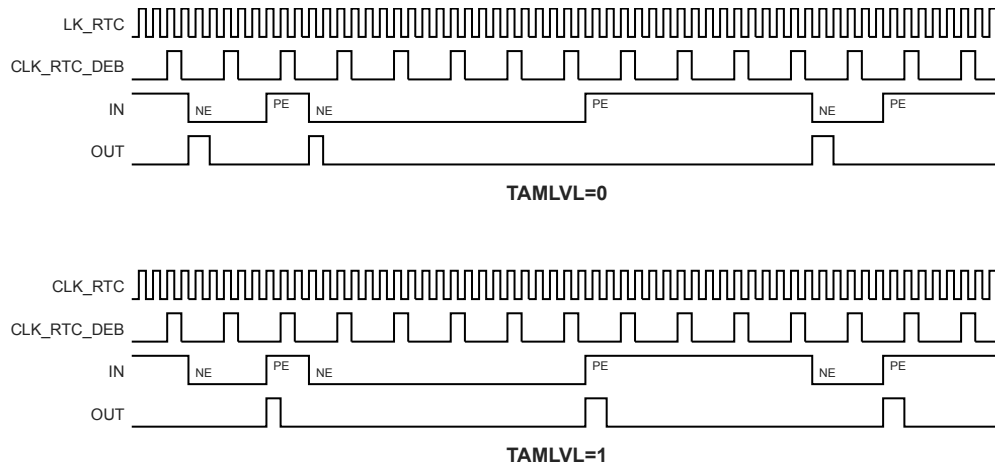 LK_RTC
CLK_RTC_DEB
IN NE PE NE PE NE PE
OUT
TAMLVL=0
CLK_RTC
CLK_RTC_DEB
IN NE PE NE PE NE PE
OUT
TAMLVL=1